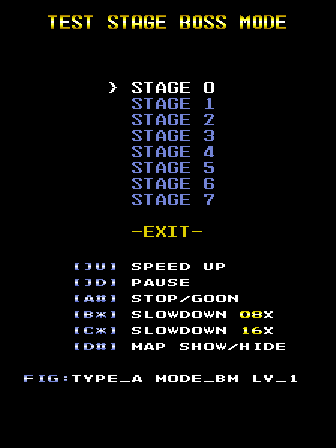 TEST STAGE BOSS MODE
> STAGE 0
STAGE 1
STAGE 2
STAGE 3
STAGE 4
STAGE 5
STAGE 6
STAGE 7
-EXIT-
[JU] SPEED UP
[JD] PAUSE
[A#] STOP/GOON
[B*] SLOWDOWN 08X
[C*] SLOWDOWN 16X
[D#] MAP SHOW/HIDE
FIG:TYPE_A MODE_BM LV_1